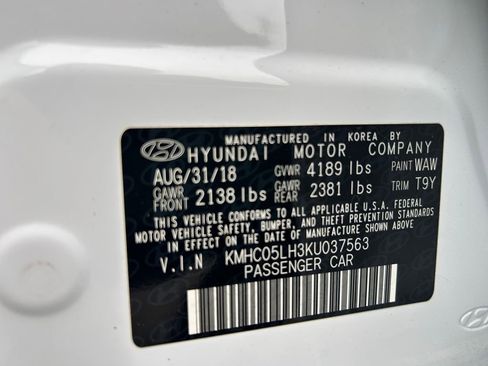 MANUFACTURED IN KOREA BY
HYUNDAI MOTOR COMPANY
AUG/31/18 GVWR 4189 lbs PAINT WAW
GAWR FRONT 2138 lbs GAWR REAR 2381 lbs TRIM T9Y
THIS VEHICLE CONFORMS TO ALL APPLICABLE U.S.A. FEDERAL
MOTOR VEHICLE SAFETY, BUMPER, AND THEFT PREVENTION STANDARDS
IN EFFECT ON THE DATE OF MANUFACTURE SHOWN ABOVE.
V.I.N KMHC05LH3KU037563
PASSENGER CAR